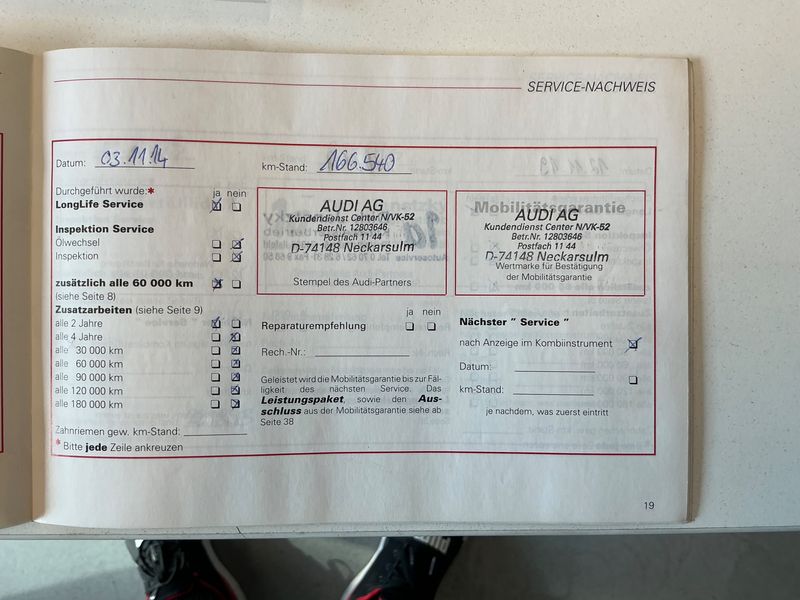 SERVICE-NACHWEIS
Datum: 03.11.14
km-Stand: 166.540
Durchgeführt wurde:*
ja nein
LongLife Service
Inspektion Service
Ölwechsel
Inspektion
zusätzlich alle 60 000 km
(siehe Seite 8)
Zusatzarbeiten (siehe Seite 9)
alle 2 Jahre
alle 4 Jahre
alle 30 000 km
alle 60 000 km
alle 90 000 km
alle 120 000 km
alle 180 000 km
Zahnriemen gew. km-Stand:
* Bitte jede Zeile ankreuzen
AUDI AG
Kundendienst Center N/VK-52
Betr.Nr. 12803646
Postfach 11 44
D-74148 Neckarsulm
Stempel des Audi-Partners
ja nein
Reparaturempfehlung
Rech.-Nr.:
Geleistet wird die Mobilitätsgarantie bis zur Fäl-
ligkeit des nächsten Service. Das
Leistungspaket, sowie den Aus-
schluss aus der Mobilitätsgarantie siehe ab
Seite 38
Mobilitätsgarantie
AUDI AG
Kundendienst Center N/VK-52
Betr.Nr. 12803646
Postfach 11 44
D-74148 Neckarsulm
Wertmarke für Bestätigung
der Mobilitätsgarantie
Nächster " Service "
nach Anzeige im Kombiinstrument
Datum:
km-Stand:
je nachdem, was zuerst eintritt
19